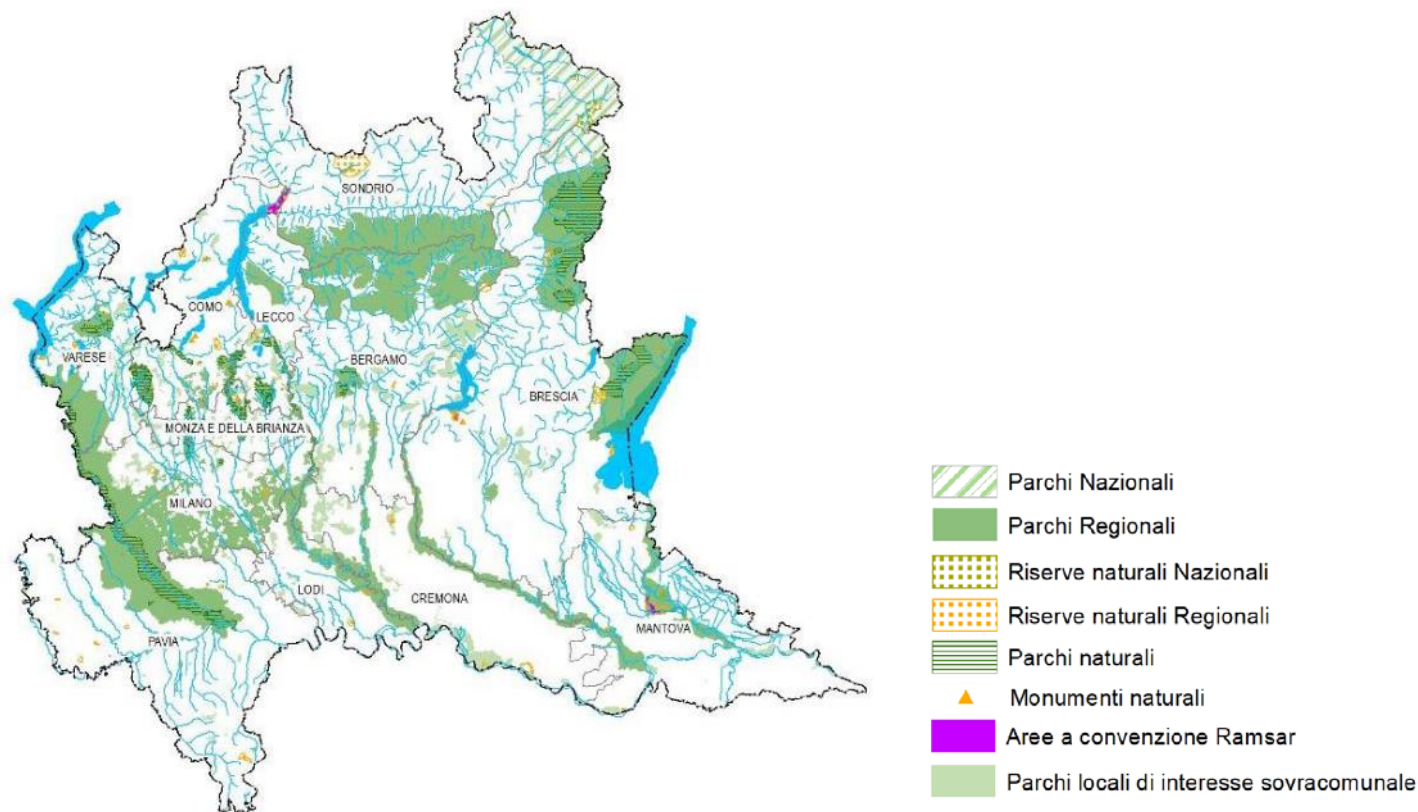 SONDRIO
COMO
LECCO
VARESE
BERGAMO
BRESCIA
MONZA E DELLA BRIANZA
MILANO
LODI
CREMONA
MANTOVA
PAVIA
Parchi Nazionali
Parchi Regionali
Riserve naturali Nazionali
Riserve naturali Regionali
Parchi naturali
Monumenti naturali
Aree a convenzione Ramsar
Parchi locali di interesse sovracomunale